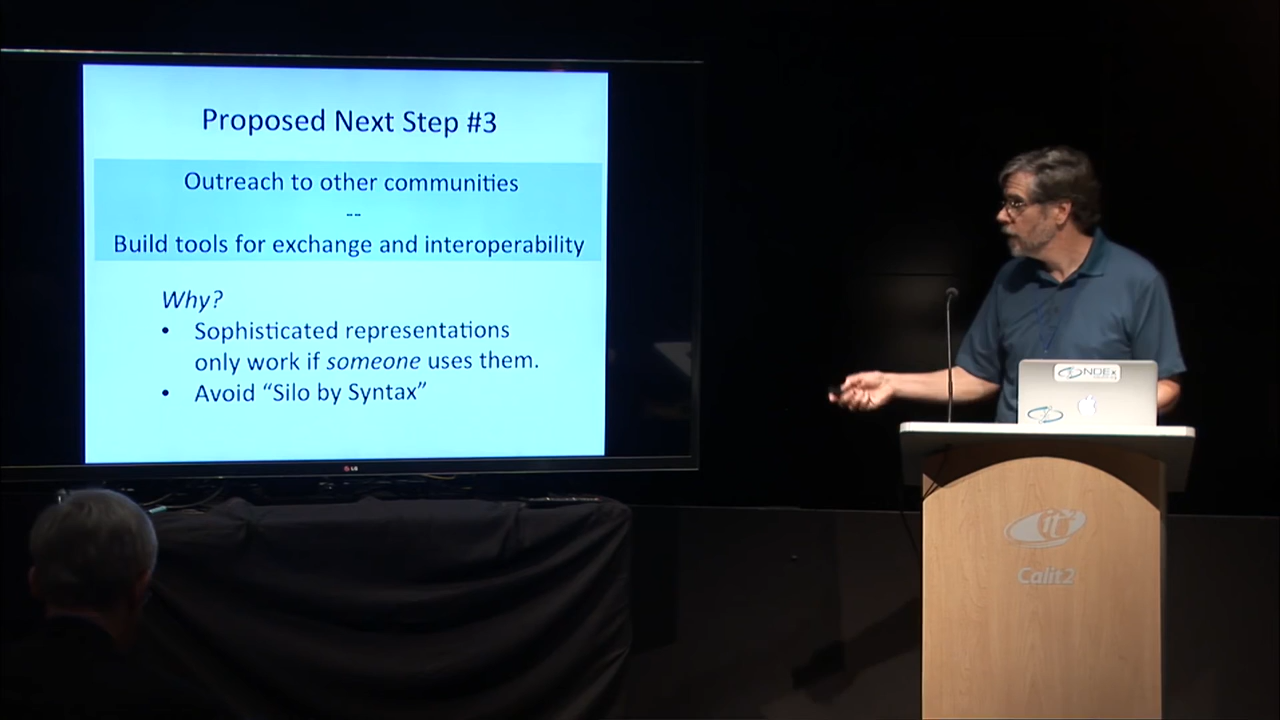 Proposed Next Step #3
Outreach to other communities
--
Build tools for exchange and interoperability
Why?
• Sophisticated representations
only work if someone uses them.
• Avoid “Silo by Syntax”
LG
NDEx
it2
Calit2